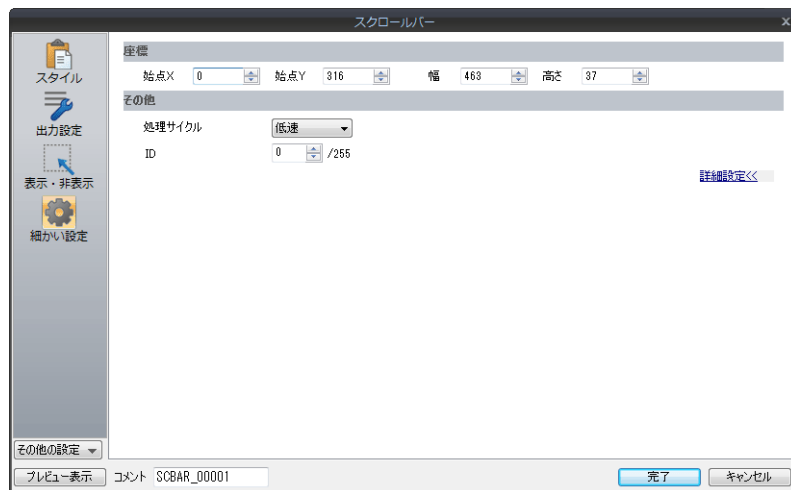 スクロールバー
x
スタイル
出力設定
表示・非表示
細かい設定
座標
始点X 0 始点Y 316 幅 463 高さ 37
その他
処理サイクル 低速
ID 0 /255
詳細設定<<
その他の設定
プレビュー表示 コメント SCBAR_00001 完了 キャンセル